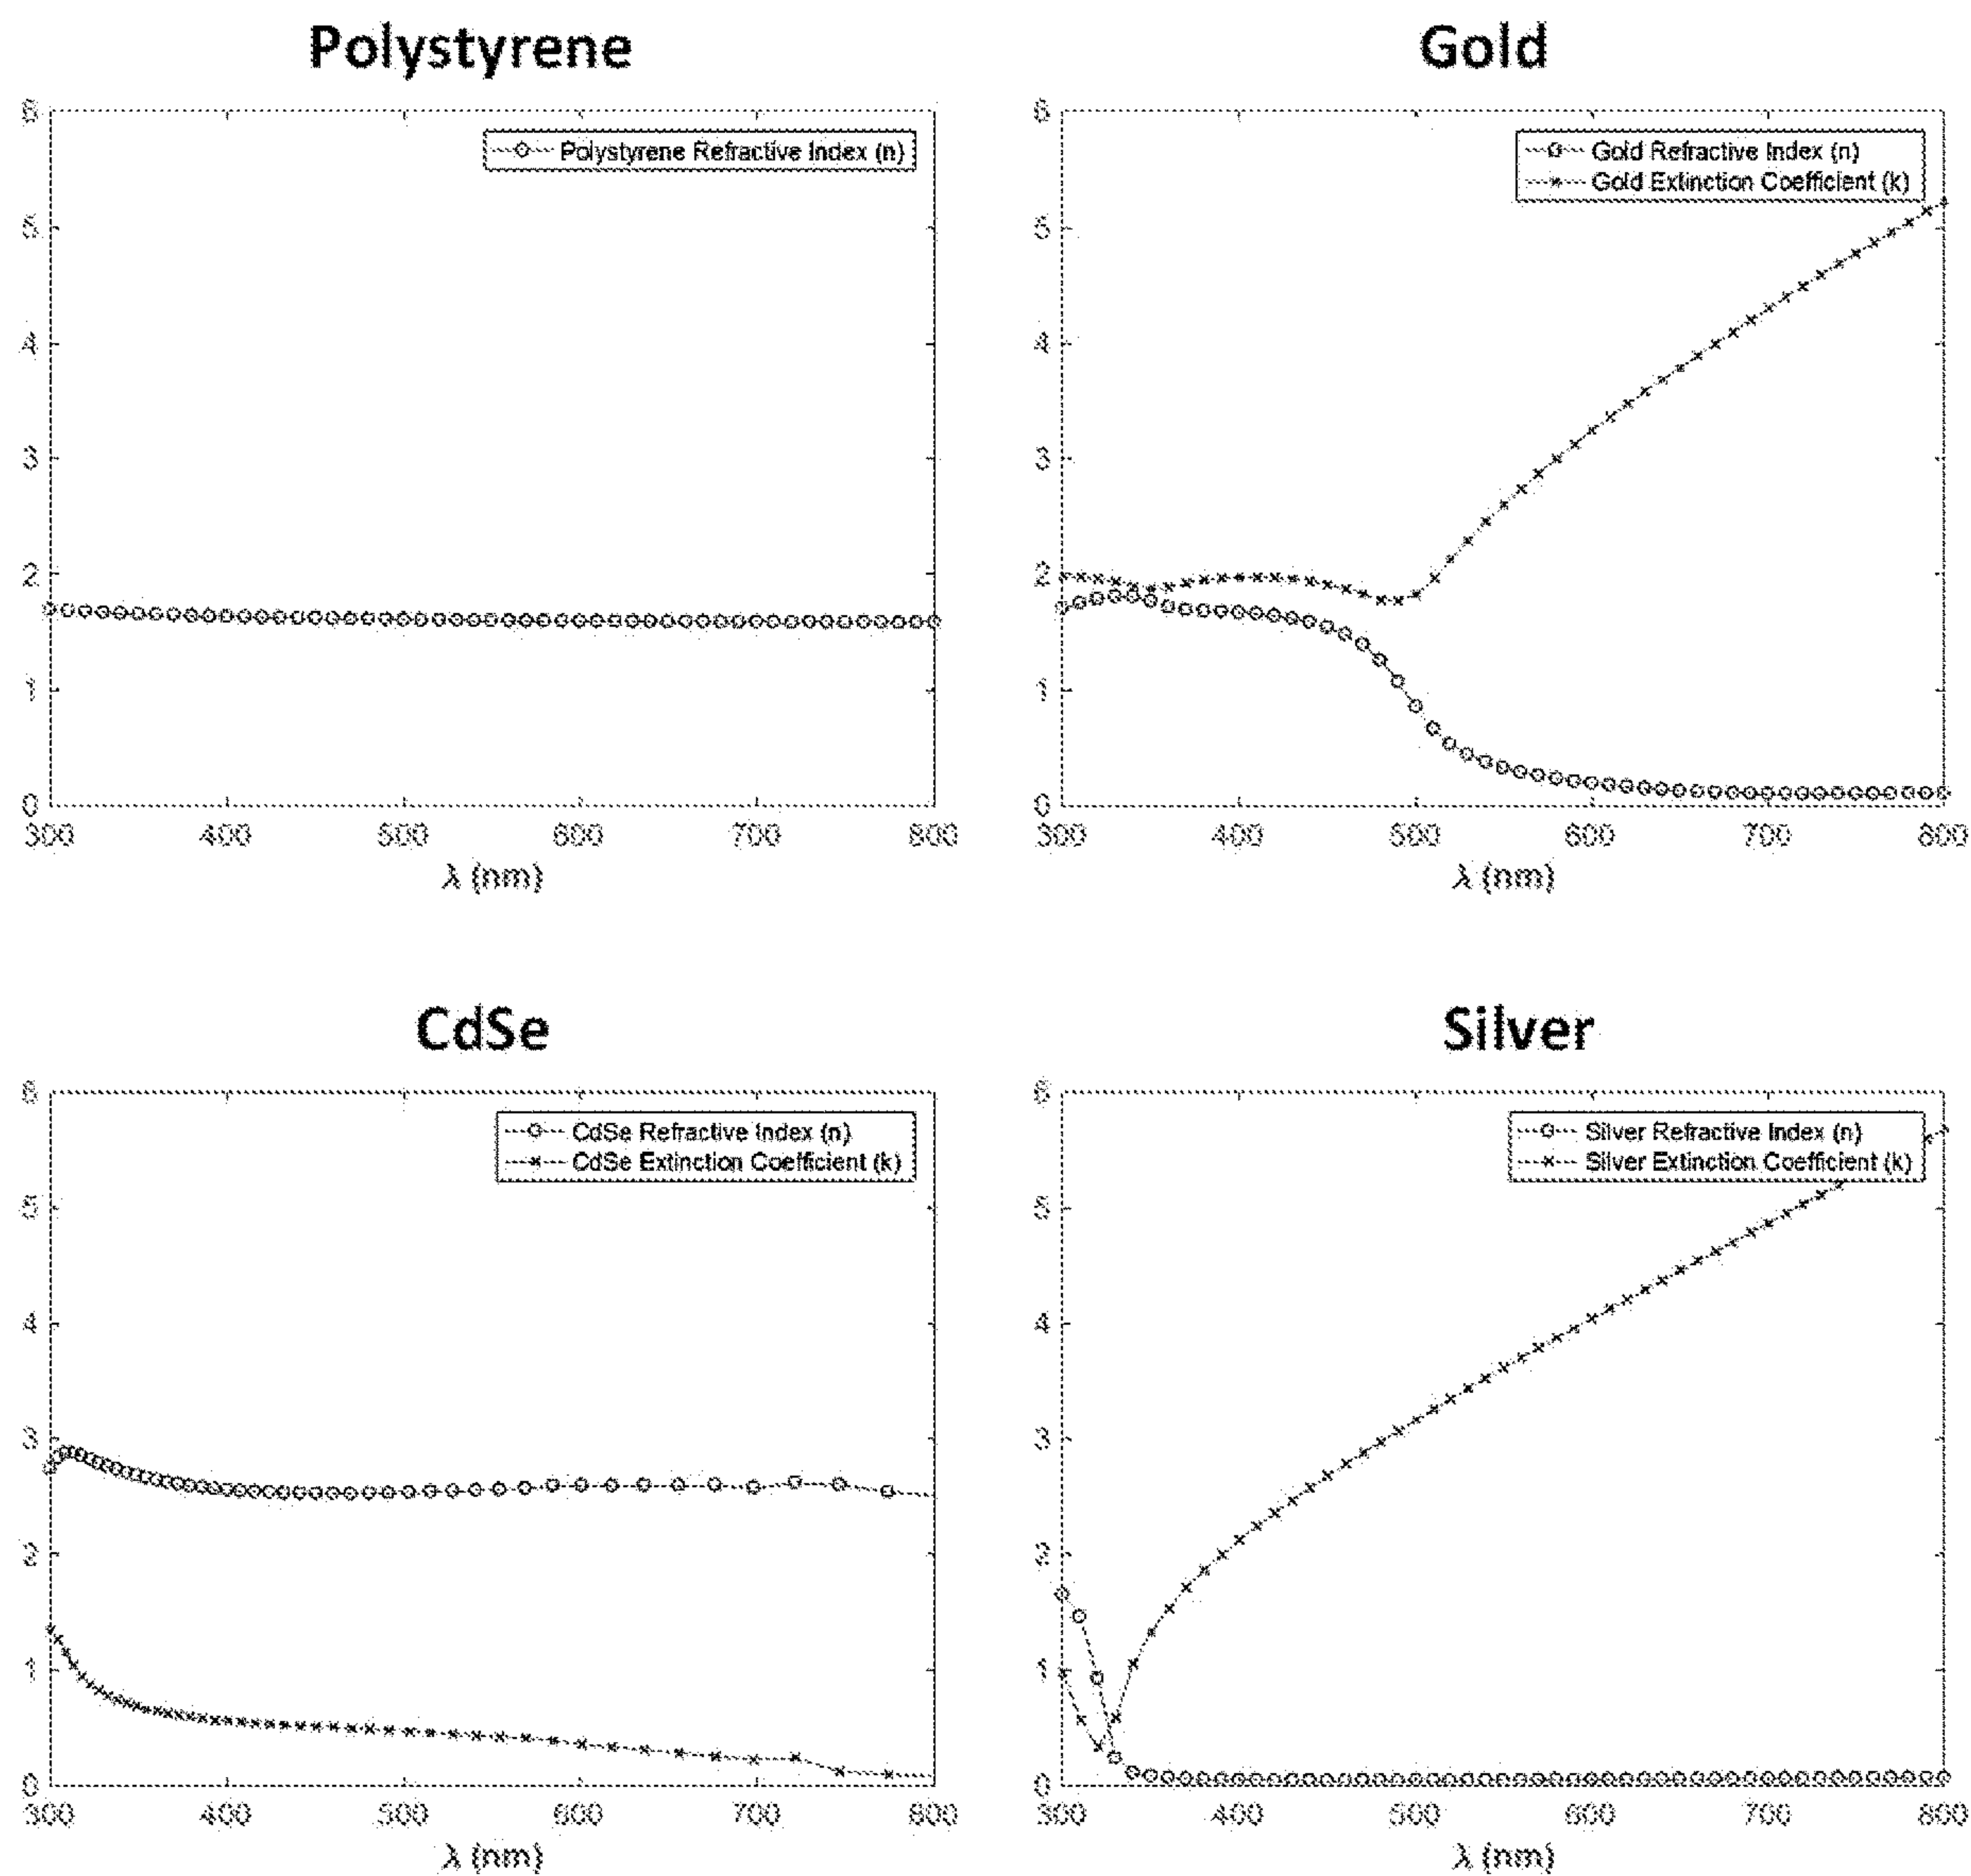 Polystyrene
Polystyrene Refractive Index (n)
6
5
4
3
2
1
0
300 400 500 600 700 800
λ (nm)
Gold
Gold Refractive Index (n)
Gold Extinction Coefficient (k)
6
5
4
3
2
1
0
300 400 500 600 700 800
λ (nm)
CdSe
CdSe Refractive Index (n)
CdSe Extinction Coefficient (k)
6
5
4
3
2
1
0
300 400 500 600 700 800
λ (nm)
Silver
Silver Refractive Index (n)
Silver Extinction Coefficient (k)
6
5
4
3
2
1
0
300 400 500 600 700 800
λ (nm)